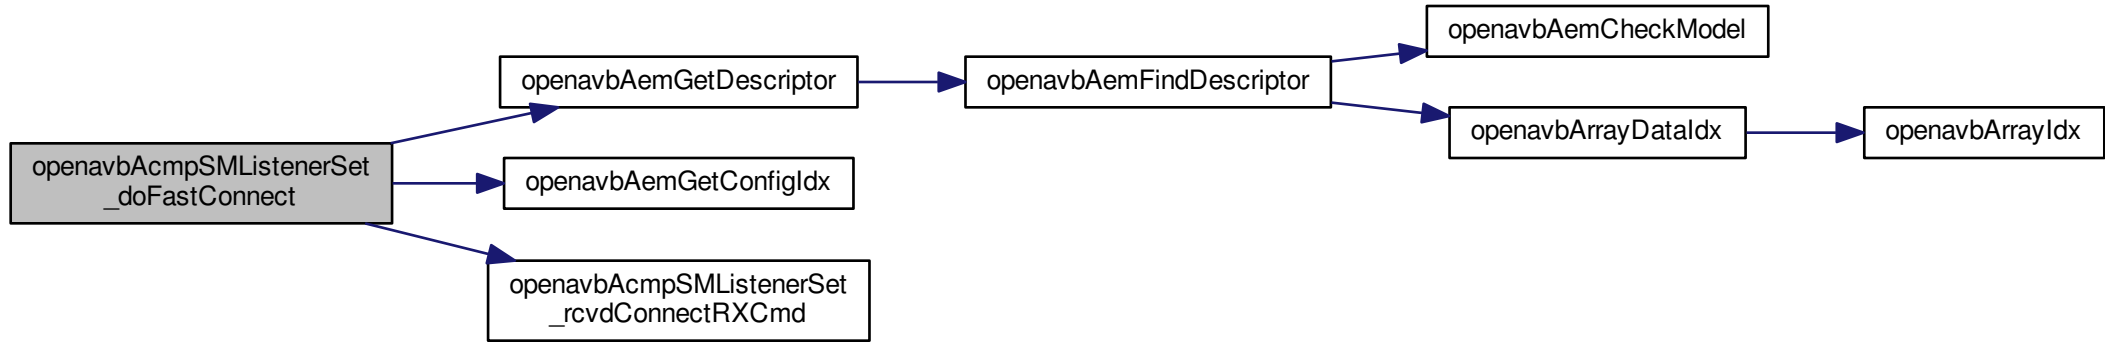 openavbAcmpSMListenerSet
_doFastConnect
openavbAemGetDescriptor
openavbAemGetConfigIdx
openavbAcmpSMListenerSet
_rcvdConnectRXCmd
openavbAemFindDescriptor
openavbAemCheckModel
openavbArrayDataIdx
openavbArrayIdx